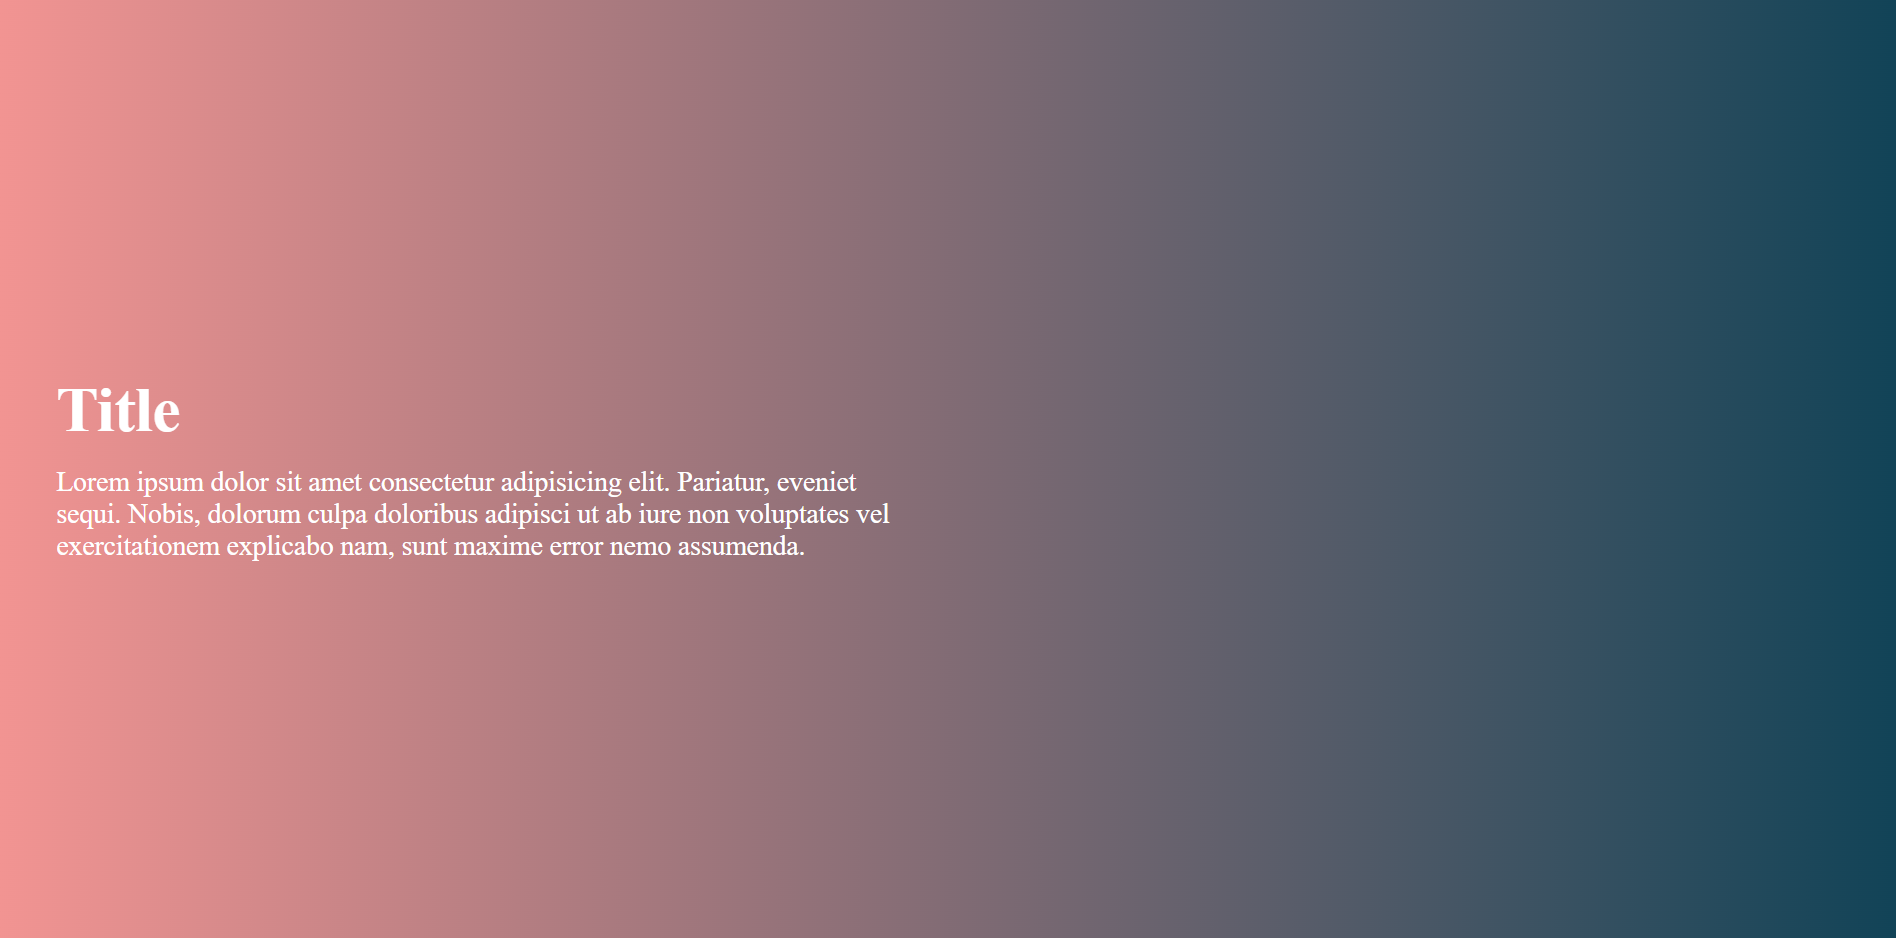 Title
Lorem ipsum dolor sit amet consectetur adipisicing elit. Pariatur, eveniet
sequi. Nobis, dolorum culpa doloribus adipisci ut ab iure non voluptates vel
exercitationem explicabo nam, sunt maxime error nemo assumenda.